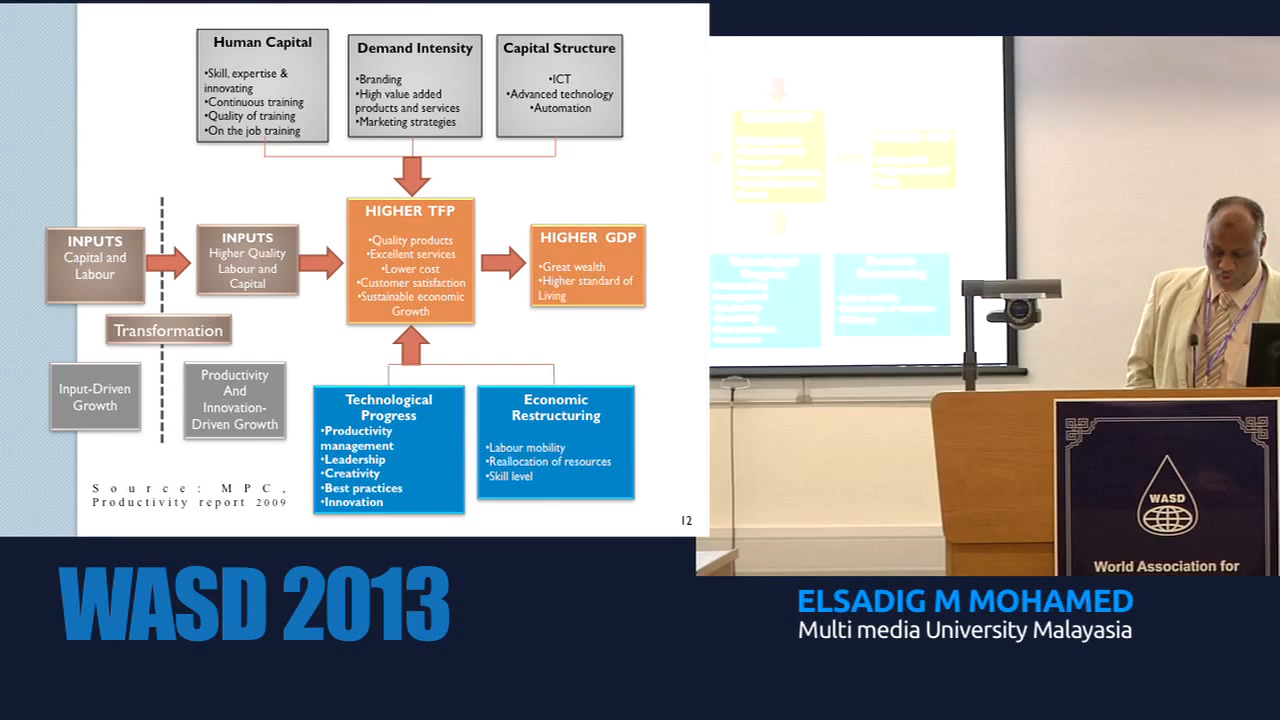 Human Capital
•Skill, expertise &
innovating
•Continuous training
•Quality of training
•On the job training
Demand Intensity
•Branding
•High value added
products and services
•Marketing strategies
Capital Structure
•ICT
•Advanced technology
•Automation
INPUTS
Capital and
Labour
INPUTS
Higher Quality
Labour and
Capital
HIGHER TFP
•Quality products
•Excellent services
•Lower cost
•Customer satisfaction
•Sustainable economic
Growth
HIGHER GDP
•Great wealth
•Higher standard of
Living
Transformation
Input-Driven
Growth
Productivity
And
Innovation-
Driven Growth
Technological
Progress
•Productivity
management
•Leadership
•Creativity
•Best practices
•Innovation
Economic
Restructuring
•Labour mobility
•Reallocation of resources
•Skill level
Source: MPC,
Productivity report 2009
12
Technological
Progress
Economic
Restructuring
WASD
World Association for
WASD 2013
ELSADIG M MOHAMED
Multi media University Malayasia